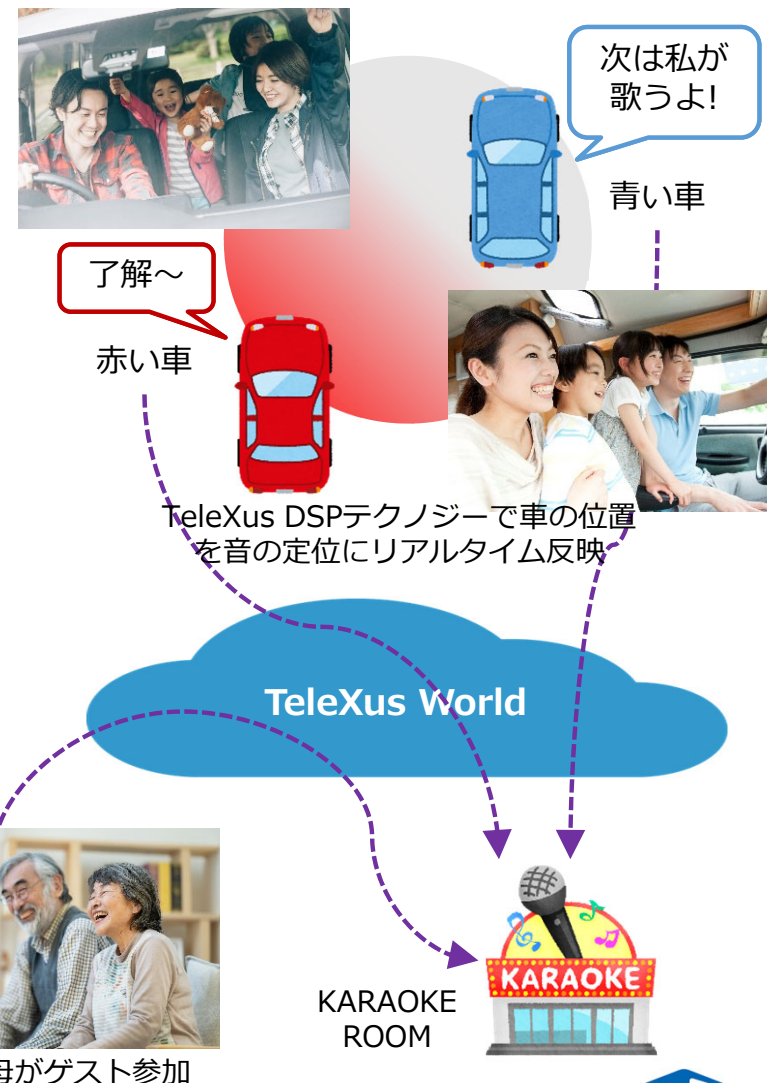 次は私が
歌うよ!
青い車
了解～
赤い車
TeleXus DSPテクノジーで車の位置
を音の定位にリアルタイム反映
TeleXus World
KARAOKE
KARAOKE
ROOM
母がゲスト参加